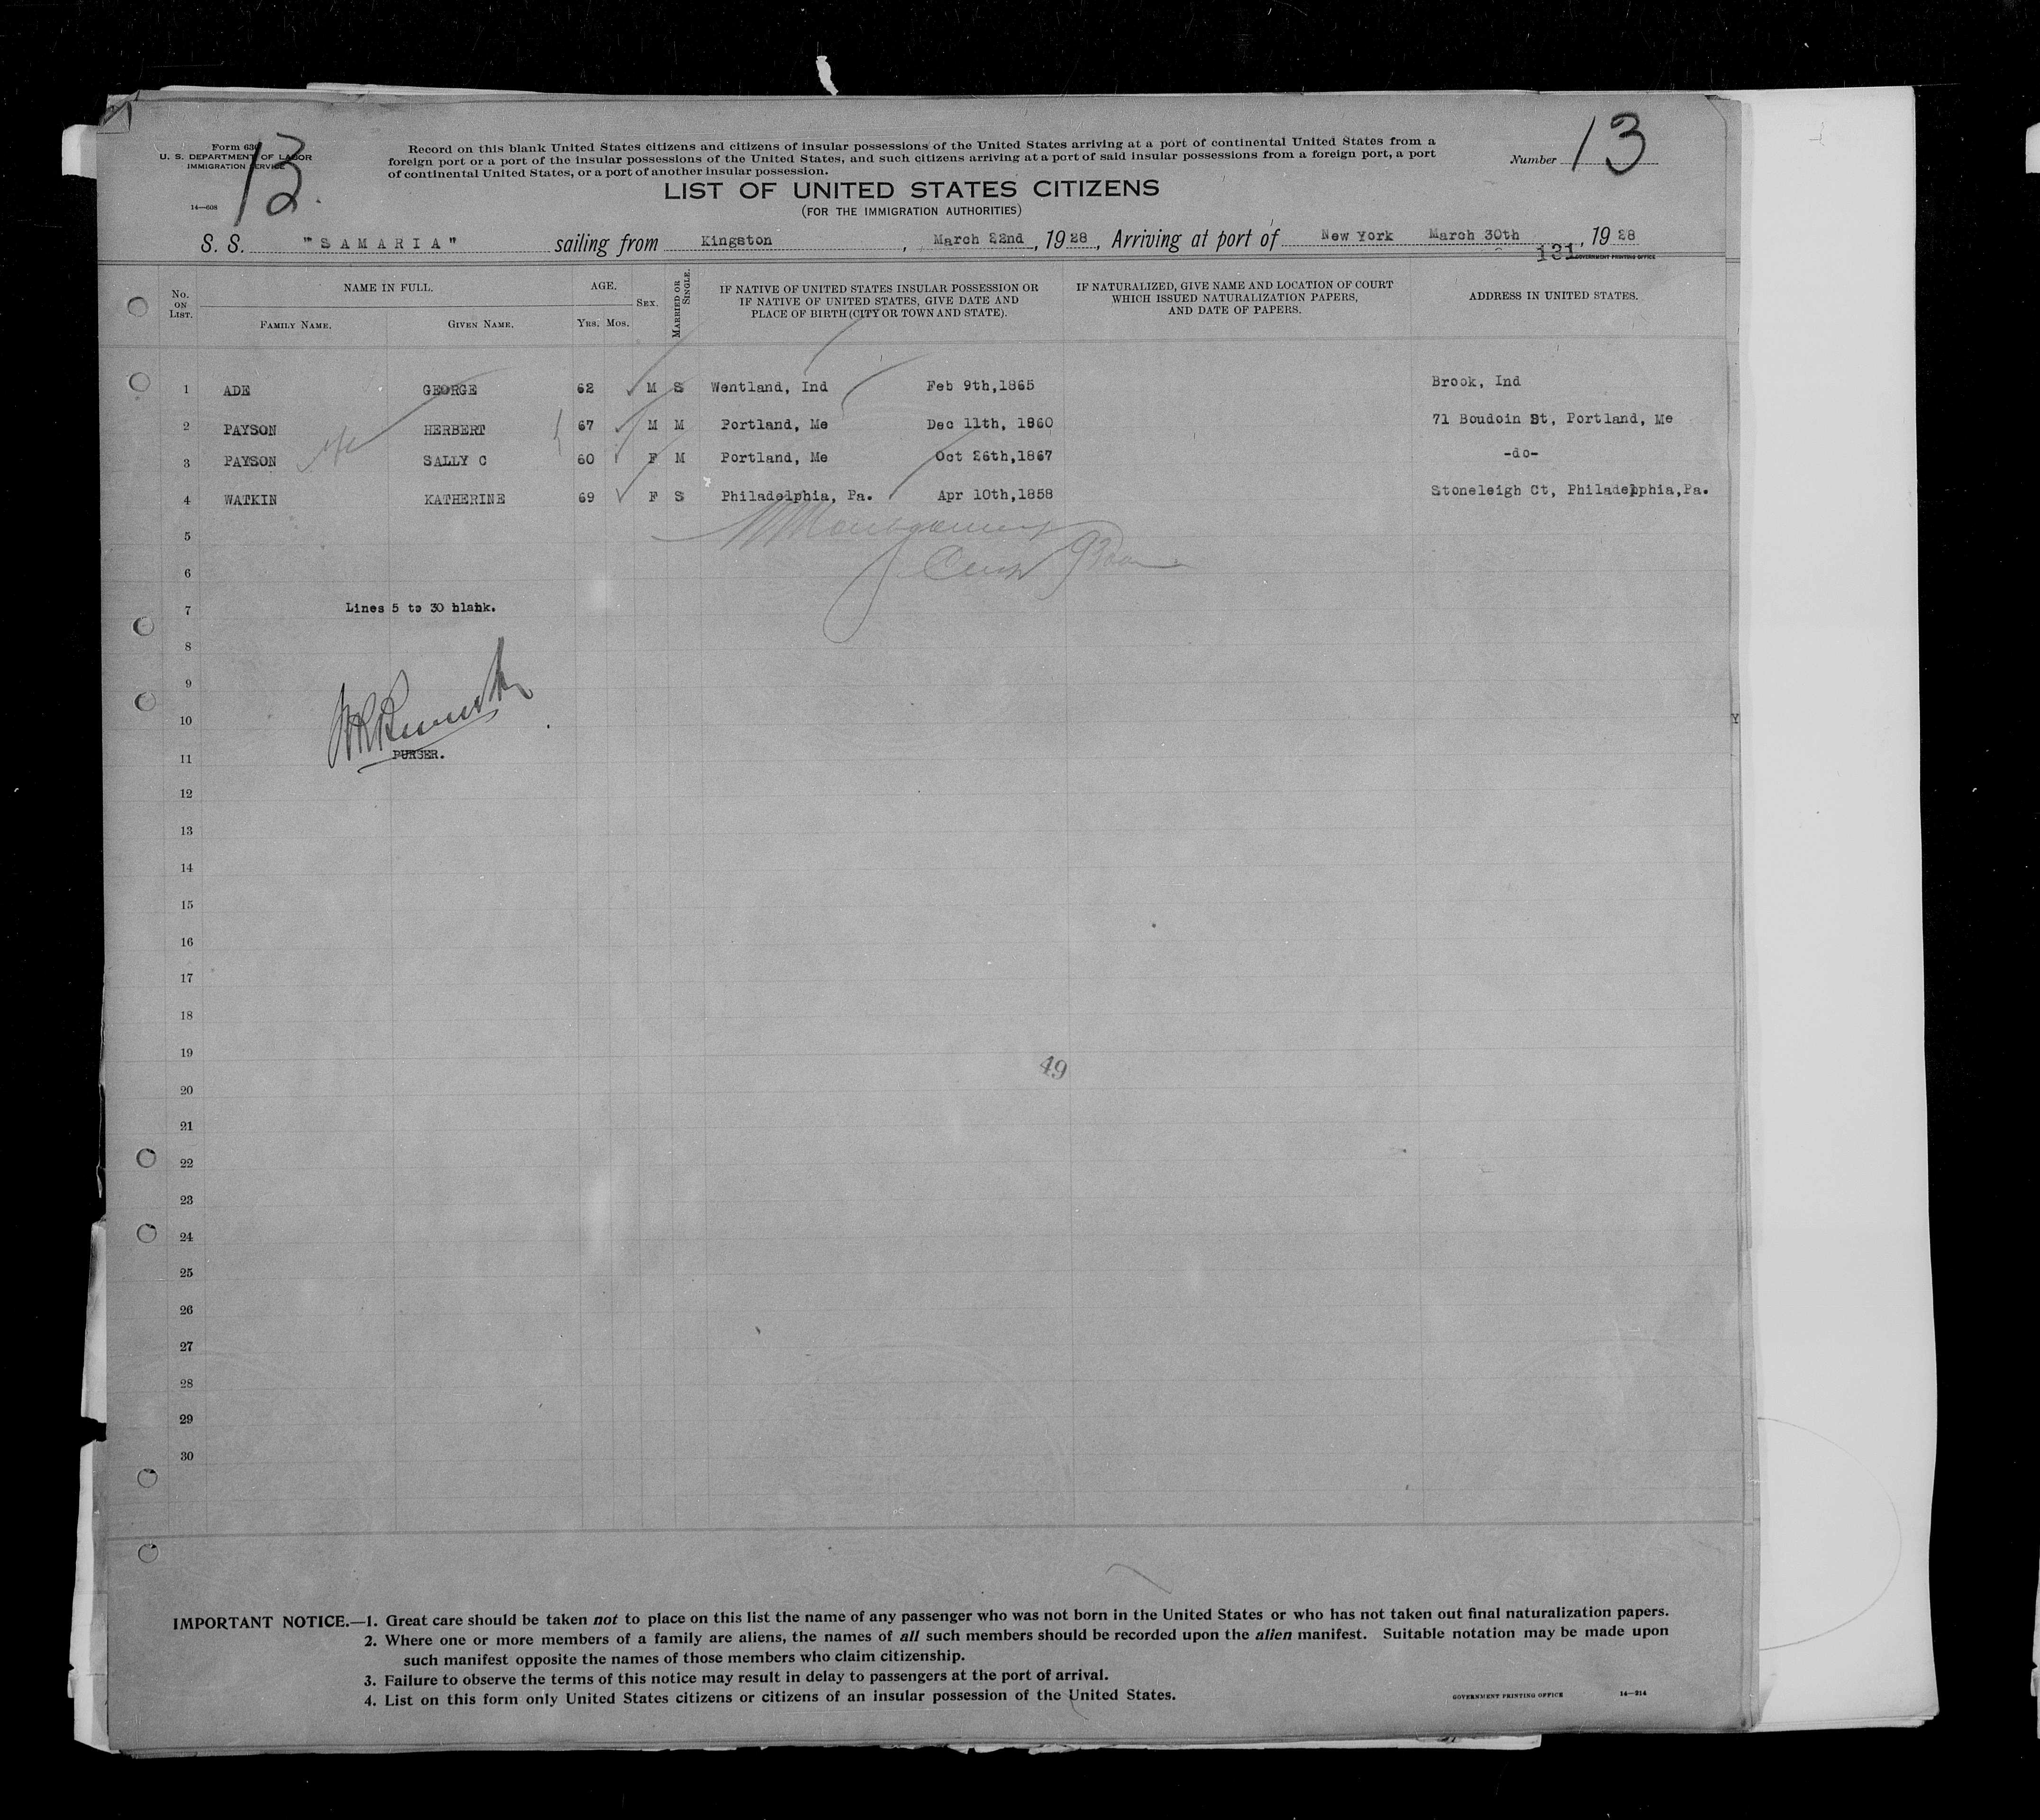 Form 630
U. S. DEPARTMENT OF LABOR
IMMIGRATION SERVICE
14—608
13.
Record on this blank United States citizens and citizens of insular possessions of the United States arriving at a port of continental United States from a
foreign port or a port of the insular possessions of the United States, and such citizens arriving at a port of said insular possessions from a foreign port, a port
of continental United States, or a port of another insular possession.
Number 13
LIST OF UNITED STATES CITIZENS
(FOR THE IMMIGRATION AUTHORITIES)
S. S. "SAMARIA" sailing from Kingston, March 22nd, 1928, Arriving at port of New York March 30th, 1928
131 GOVERNMENT PRINTING OFFICE
No. ON LIST.
NAME IN FULL.
FAMILY NAME.
GIVEN NAME.
AGE.
YRS. MOS.
SEX.
MARRIED OR SINGLE.
IF NATIVE OF UNITED STATES INSULAR POSSESSION OR
IF NATIVE OF UNITED STATES, GIVE DATE AND
PLACE OF BIRTH (CITY OR TOWN AND STATE).
IF NATURALIZED, GIVE NAME AND LOCATION OF COURT
WHICH ISSUED NATURALIZATION PAPERS,
AND DATE OF PAPERS.
ADDRESS IN UNITED STATES.
1 ADE GEORGE 62 M S Wentland, Ind Feb 9th,1865 Brook, Ind
2 PAYSON HERBERT 67 M M Portland, Me Dec 11th, 1860 71 Boudoin St, Portland, Me
3 PAYSON SALLY C 60 F M Portland, Me Oct 26th,1867 -do-
4 WATKIN KATHERINE 69 F S Philadelphia, Pa. Apr 10th,1858 Stoneleigh Ct, Philadepphia,Pa.
5
6
7 Lines 5 to 30 blank.
8
9
10
11 PURSER.
12
13
14
15
16
17
18
19
49
20
21
22
23
24
25
26
27
28
29
30
IMPORTANT NOTICE.—1. Great care should be taken not to place on this list the name of any passenger who was not born in the United States or who has not taken out final naturalization papers.
2. Where one or more members of a family are aliens, the names of all such members should be recorded upon the alien manifest. Suitable notation may be made upon
such manifest opposite the names of those members who claim citizenship.
3. Failure to observe the terms of this notice may result in delay to passengers at the port of arrival.
4. List on this form only United States citizens or citizens of an insular possession of the United States.
GOVERNMENT PRINTING OFFICE 14—214